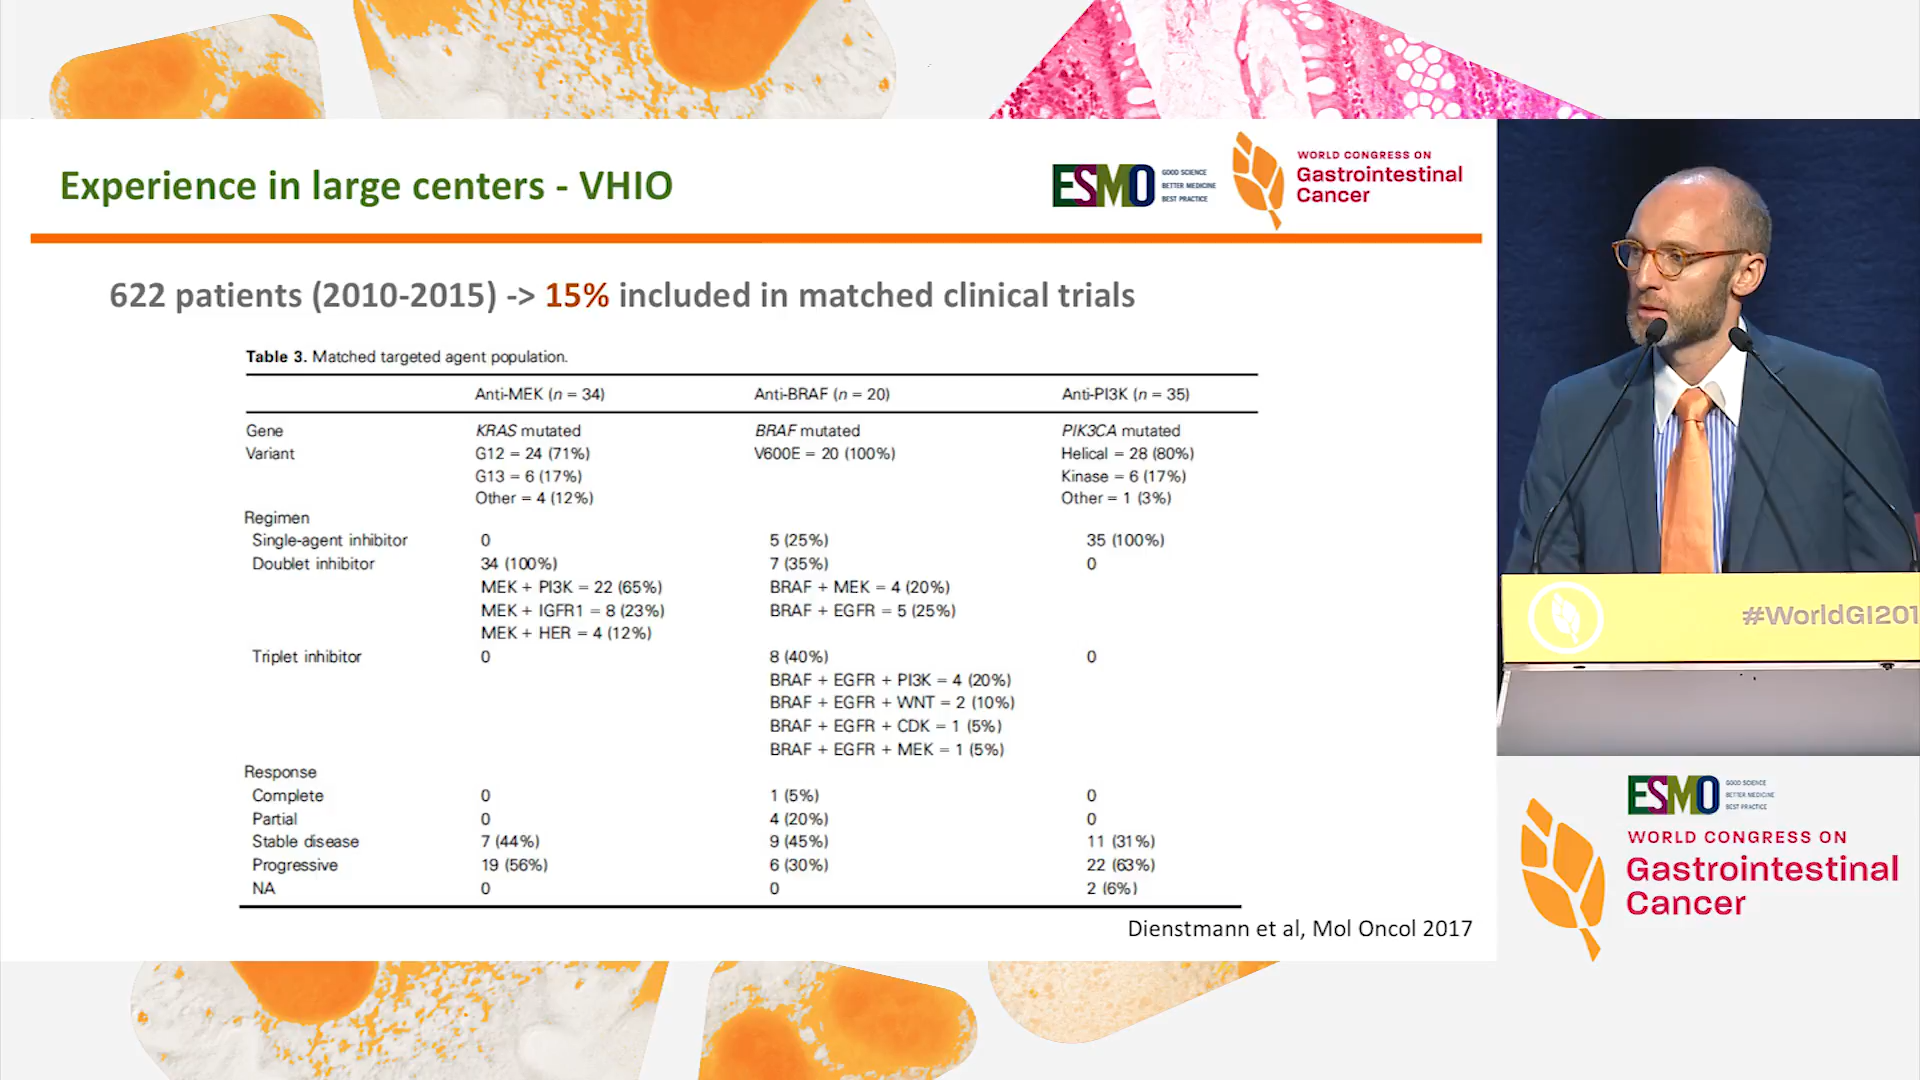 Experience in large centers - VHIO
ESMO
GOOD SCIENCE
BETTER MEDICINE
BEST PRACTICE
WORLD CONGRESS ON
Gastrointestinal
Cancer
622 patients (2010-2015) -> 15% included in matched clinical trials
Table 3. Matched targeted agent population.
Anti-MEK (n = 34) Anti-BRAF (n = 20) Anti-PI3K (n = 35)
Gene KRAS mutated BRAF mutated PIK3CA mutated
Variant G12 = 24 (71%) V600E = 20 (100%) Helical = 28 (80%)
G13 = 6 (17%) Kinase = 6 (17%)
Other = 4 (12%) Other = 1 (3%)
Regimen
Single-agent inhibitor 0 5 (25%) 35 (100%)
Doublet inhibitor 34 (100%) 7 (35%) 0
MEK + PI3K = 22 (65%) BRAF + MEK = 4 (20%)
MEK + IGFR1 = 8 (23%) BRAF + EGFR = 5 (25%)
MEK + HER = 4 (12%)
Triplet inhibitor 0 8 (40%) 0
BRAF + EGFR + PI3K = 4 (20%)
BRAF + EGFR + WNT = 2 (10%)
BRAF + EGFR + CDK = 1 (5%)
BRAF + EGFR + MEK = 1 (5%)
Response
Complete 0 1 (5%) 0
Partial 0 4 (20%) 0
Stable disease 7 (44%) 9 (45%) 11 (31%)
Progressive 19 (56%) 6 (30%) 22 (63%)
NA 0 0 2 (6%)
Dienstmann et al, Mol Oncol 2017
#WorldGI201
ESMO
GOOD SCIENCE
BETTER MEDICINE
BEST PRACTICE
WORLD CONGRESS ON
Gastrointestinal
Cancer